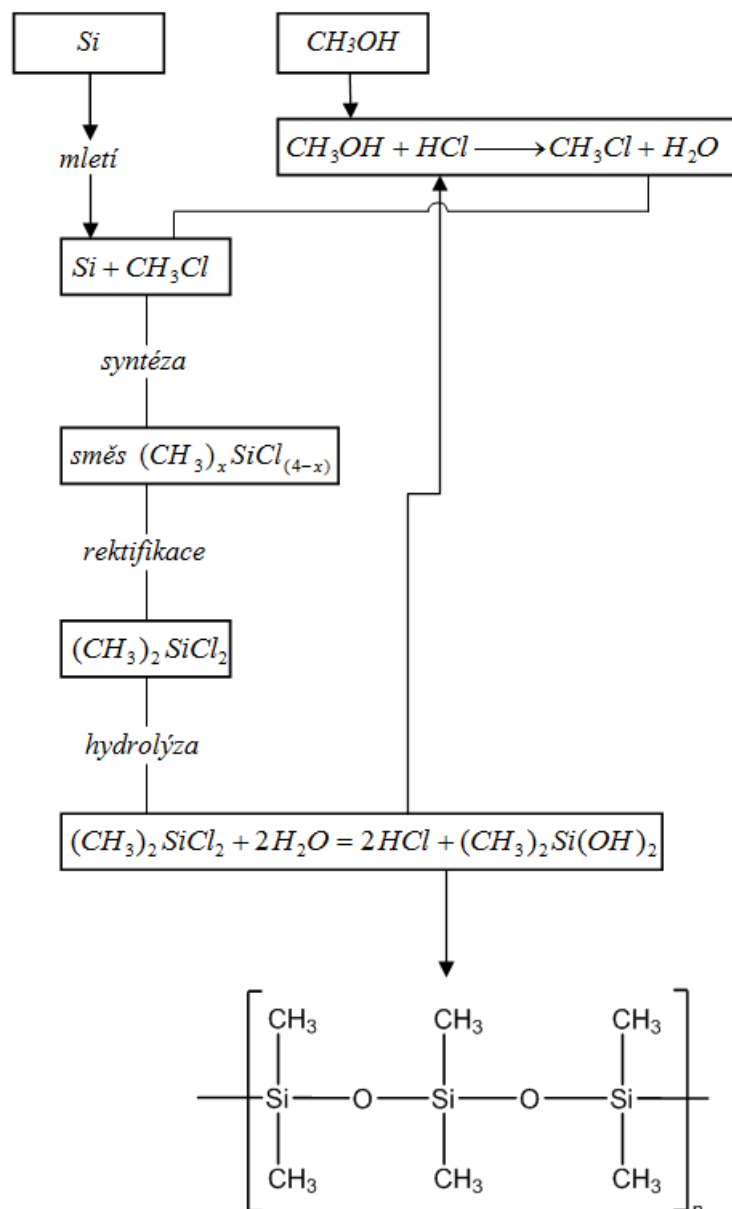 Si CH₃OH
CH₃OH + HCl ⟶ CH₃Cl + H₂O
mletí
Si + CH₃Cl
syntéza
směs (CH₃)ₓSiCl₍₄₋ₓ₎
rektifikace
(CH₃)₂SiCl₂
hydrolýza
(CH₃)₂SiCl₂ + 2H₂O = 2HCl + (CH₃)₂Si(OH)₂
CH₃ CH₃ CH₃
Si O Si O Si
CH₃ CH₃ CH₃
n